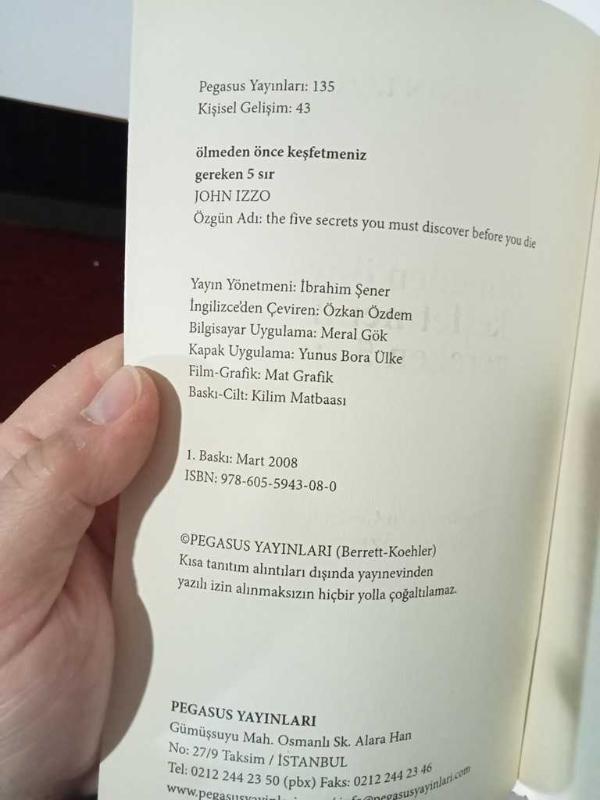 Pegasus Yayınları: 135
Kişisel Gelişim: 43
ölmeden önce keşfetmeniz
gereken 5 sır
JOHN IZZO
Özgün Adı: the five secrets you must discover before you die
Yayın Yönetmeni: İbrahim Şener
İngilizce'den Çeviren: Özkan Özdem
Bilgisayar Uygulama: Meral Gök
Kapak Uygulama: Yunus Bora Ülke
Film-Grafik: Mat Grafik
Baskı-Cilt: Kilim Matbaası
1. Baskı: Mart 2008
ISBN: 978-605-5943-08-0
©PEGASUS YAYINLARI (Berrett-Koehler)
Kısa tanıtım alıntıları dışında yayınevinden
yazılı izin alınmaksızın hiçbir yolla çoğaltılamaz.
PEGASUS YAYINLARI
Gümüşsuyu Mah. Osmanlı Sk. Alara Han
No: 27/9 Taksim / İSTANBUL
Tel: 0212 244 23 50 (pbx) Faks: 0212 244 23 46